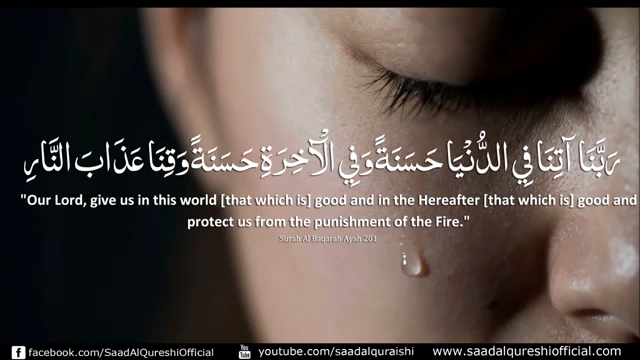 رَبَّنَا آتِنَا فِي الدُّنْيَا حَسَنَةً وَفِي الْآخِرَةِ حَسَنَةً وَقِنَا عَذَابَ النَّارِ
"Our Lord, give us in this world [that which is] good and in the Hereafter [that which is] good and
protect us from the punishment of the Fire."
Surah Al Baqarah Ayah 201
f facebook.com/SaadAlQureshiOfficial You Tube youtube.com/saadalquraishi www.saadalqureshiofficial.com